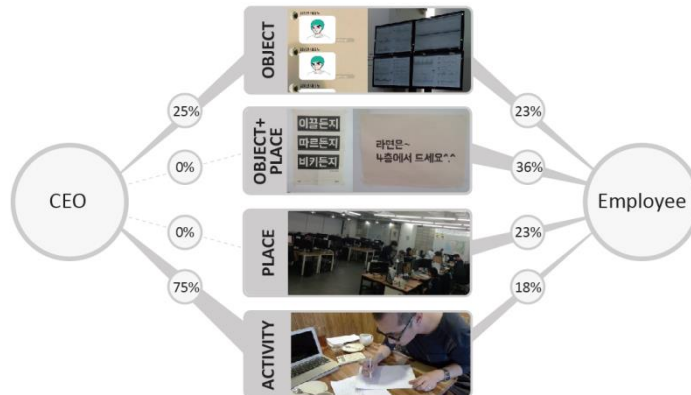 OBJECT
25%
23%
OBJECT+
PLACE
이끌든지
따르든지
비키든지
라면은~
4층에서 드세요^.^
0%
36%
CEO
Employee
PLACE
0%
23%
ACTIVITY
75%
18%